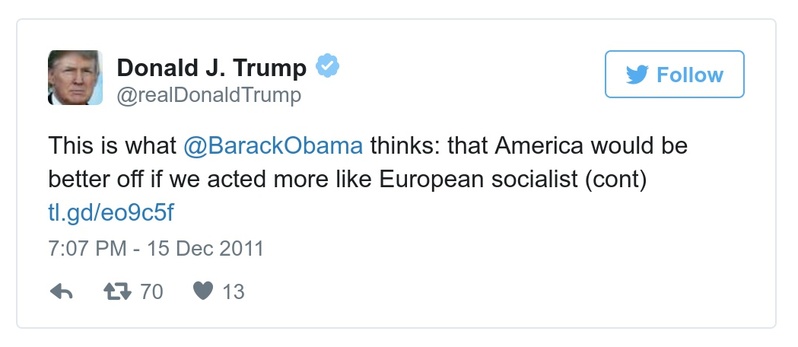 Donald J. Trump
@realDonaldTrump
Follow
This is what @BarackObama thinks: that America would be
better off if we acted more like European socialist (cont)
tl.gd/eo9c5f
7:07 PM - 15 Dec 2011
70 13